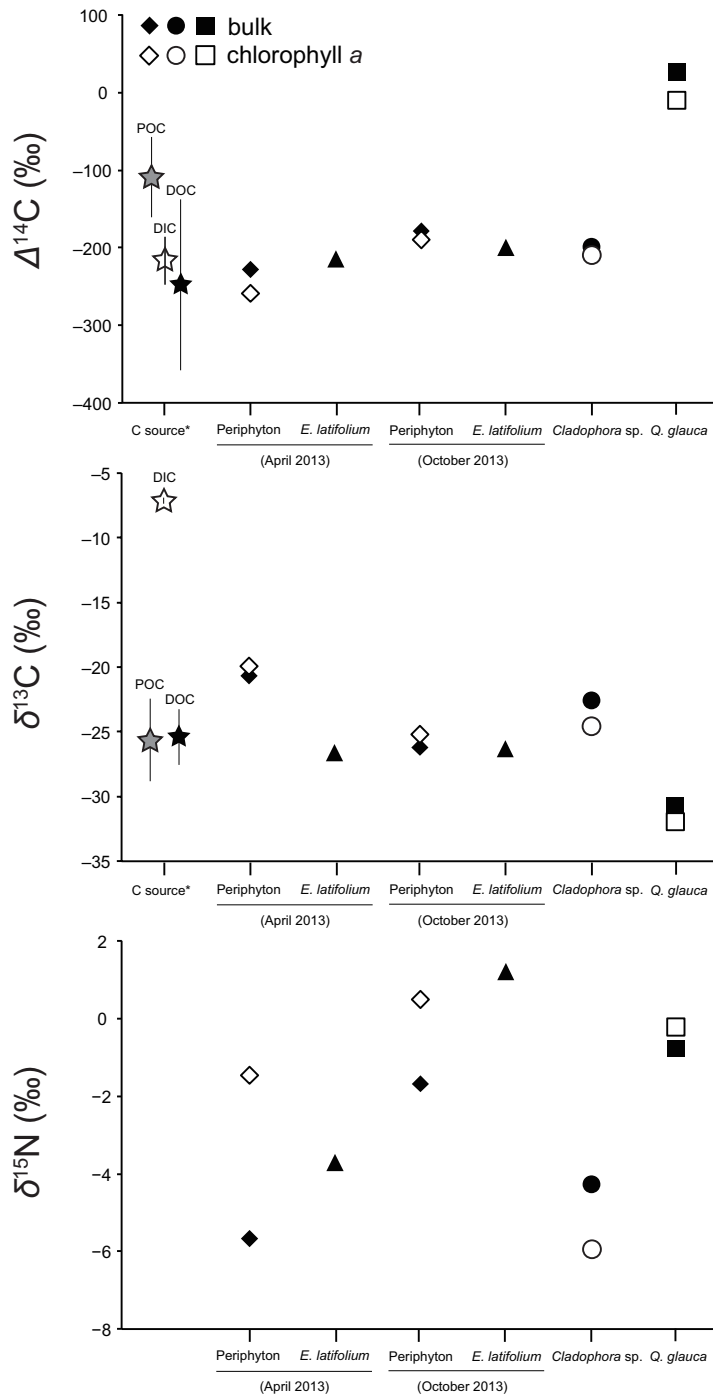 100
bulk
chlorophyll a
0
POC
−100
DOC
DIC
−200
−300
−400
Δ14C (‰)
C source* Periphyton E. latifolium Periphyton E. latifolium Cladophora sp. Q. glauca
(April 2013) (October 2013)
−5
DIC
−10
−15
−20
POC
DOC
−25
−30
−35
δ13C (‰)
C source* Periphyton E. latifolium Periphyton E. latifolium Cladophora sp. Q. glauca
(April 2013) (October 2013)
2
0
−2
−4
−6
−8
δ15N (‰)
Periphyton E. latifolium Periphyton E. latifolium Cladophora sp. Q. glauca
(April 2013) (October 2013)